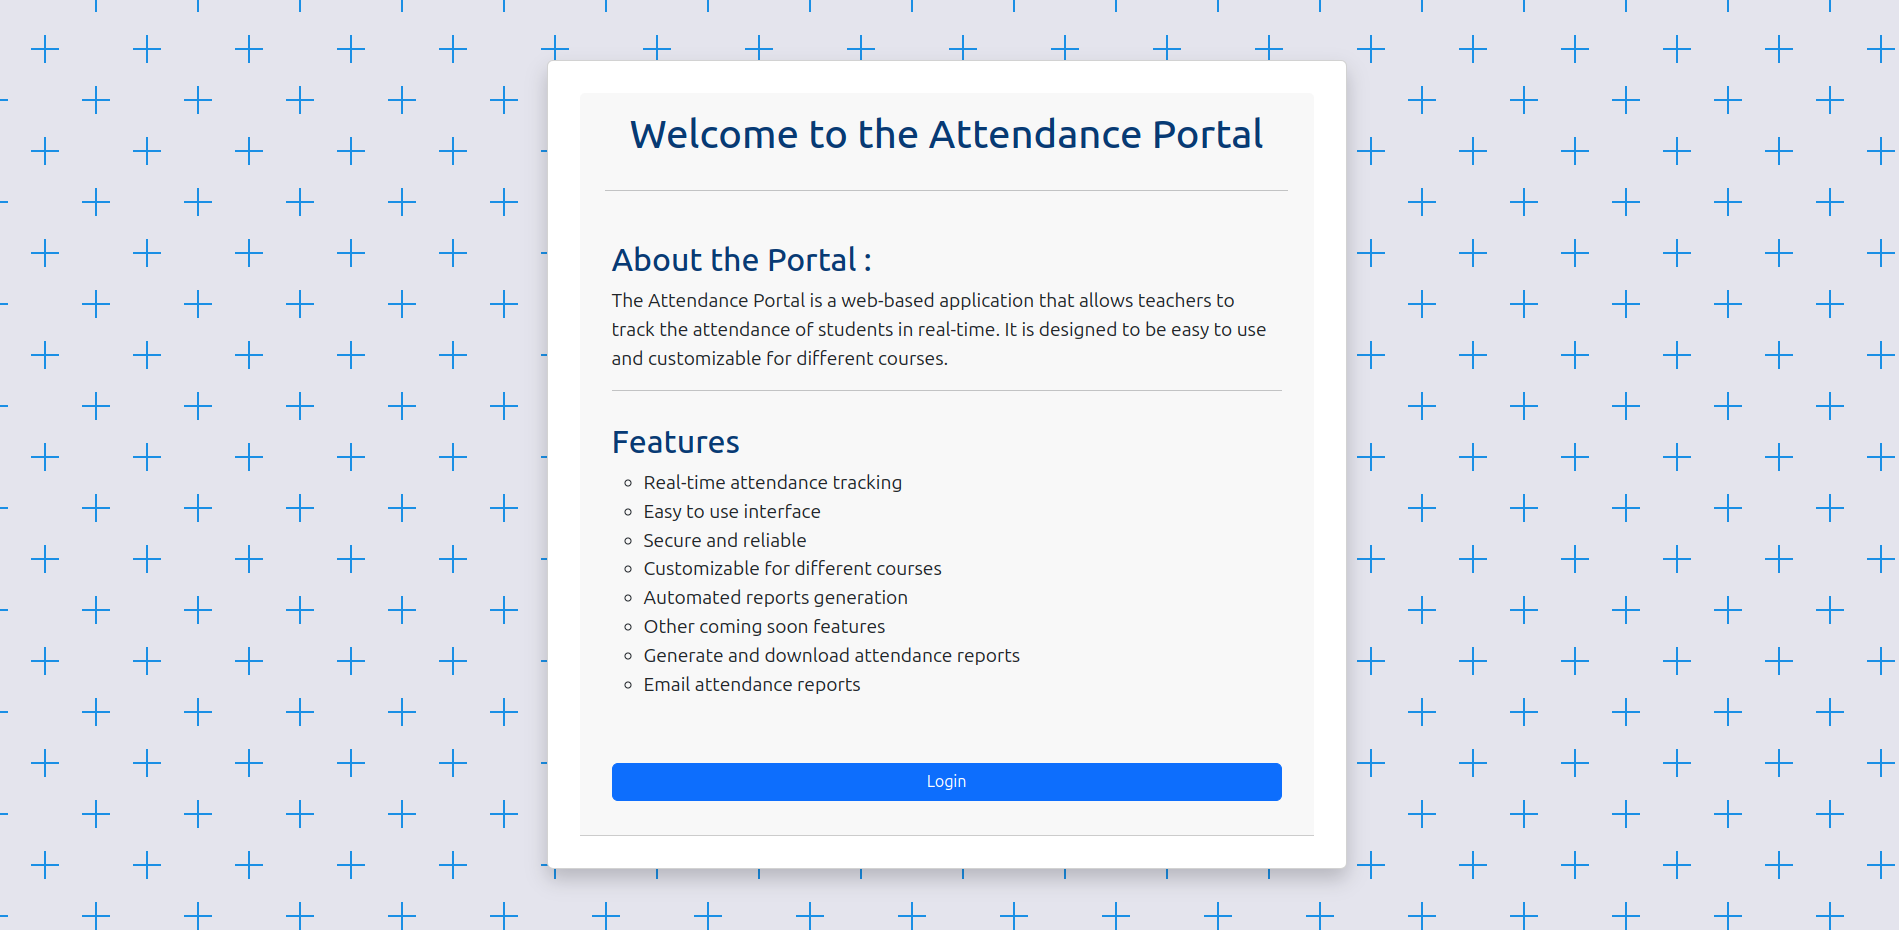 Welcome to the Attendance Portal
About the Portal :
The Attendance Portal is a web-based application that allows teachers to
track the attendance of students in real-time. It is designed to be easy to use
and customizable for different courses.
Features
Real-time attendance tracking
Easy to use interface
Secure and reliable
Customizable for different courses
Automated reports generation
Other coming soon features
Generate and download attendance reports
Email attendance reports
Login